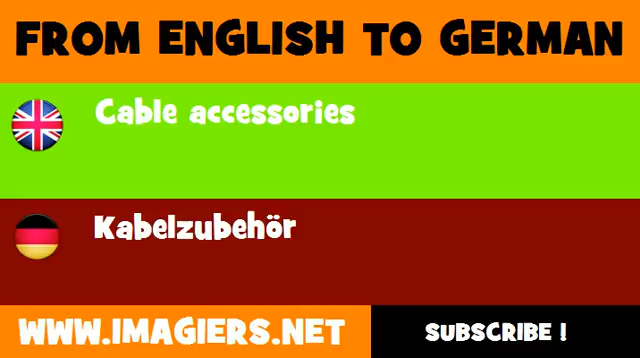 FROM ENGLISH TO GERMAN
Cable accessories
Kabelzubehör
WWW.IMAGIERS.NET
SUBSCRIBE !